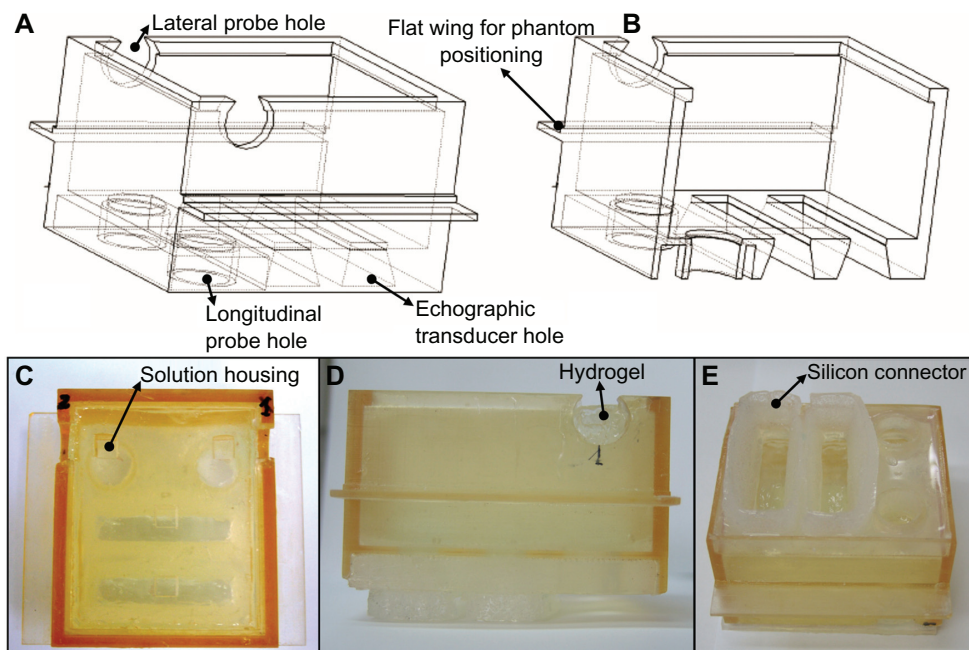 A
Lateral probe hole
Flat wing for phantom
positioning
B
Longitudinal
probe hole
Echographic
transducer hole
C
Solution housing
D
Hydrogel
1
E
Silicon connector